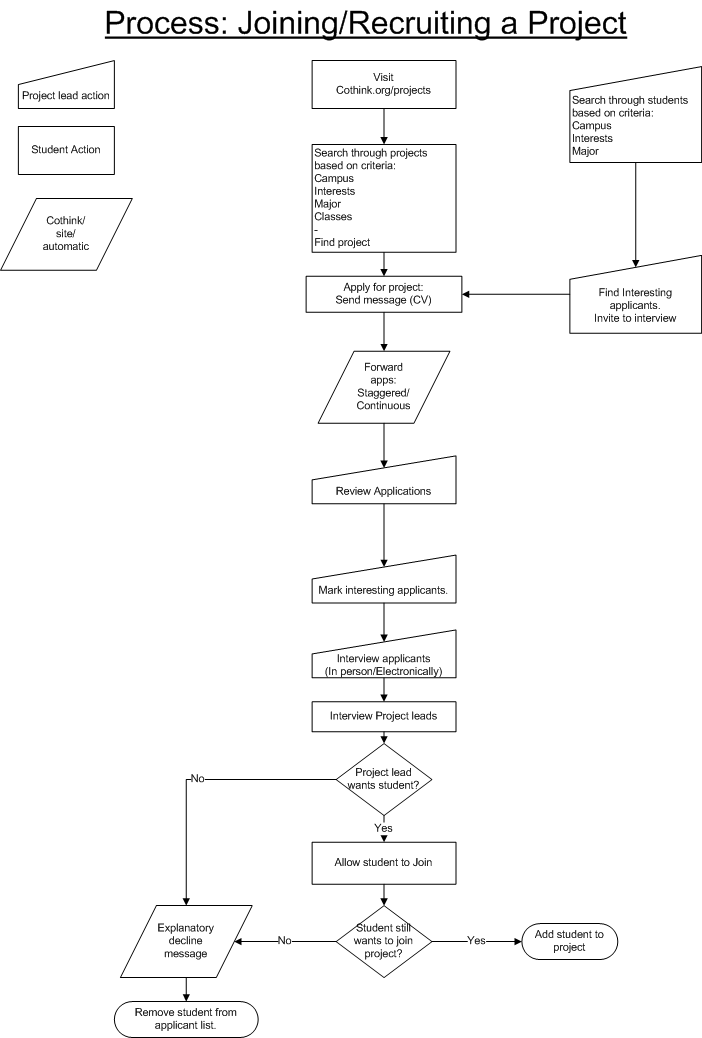 Process: Joining/Recruiting a Project
Project lead action
Student Action
Cothink/
site/
automatic
Visit
Cothink.org/projects
Search through projects
based on criteria:
Campus
Interests
Major
Classes
-
Find project
Search through students
based on criteria:
Campus
Interests
Major
Apply for project:
Send message (CV)
Find Interesting
applicants.
Invite to interview
Forward
apps:
Staggered/
Continuous
Review Applications
Mark interesting applicants.
Interview applicants
(In person/Electronically)
Interview Project leads
Project lead
wants student?
No
Yes
Allow student to Join
Student still
wants to join
project?
No
Yes
Explanatory
decline
message
Add student to
project
Remove student from
applicant list.